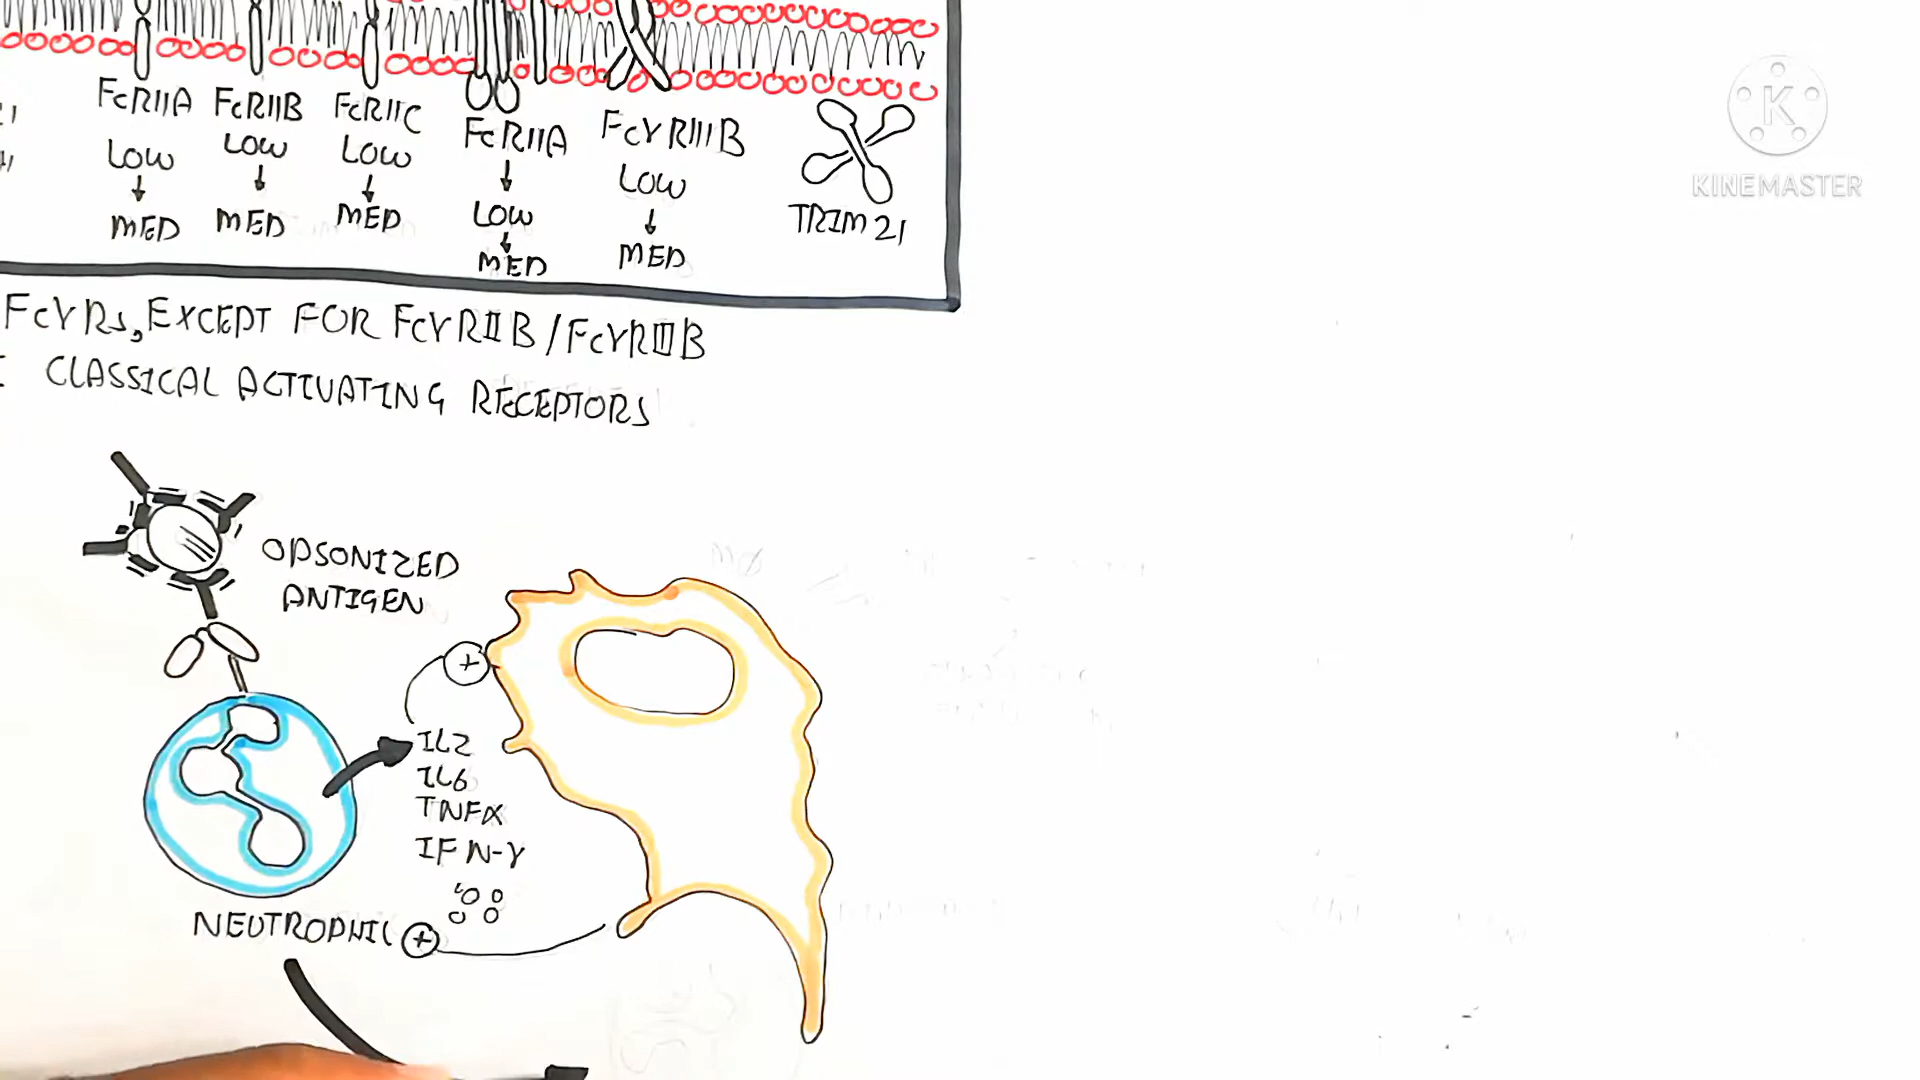 FcRIIA FcRIIB FcRIIC FcRIIA FcγRIIIB
LOW LOW LOW LOW LOW
MED MED MED MED MED
TRIM 21
FcγRs, EXCEPT FOR FcγRIIB/FcγRIIIB
CLASSICAL ACTIVATING RECEPTORS
OPSONIZED
ANTIGEN
+
IL2
IL6
TNFα
IFN-γ
NEUTROPHIL +
K
KINEMASTER